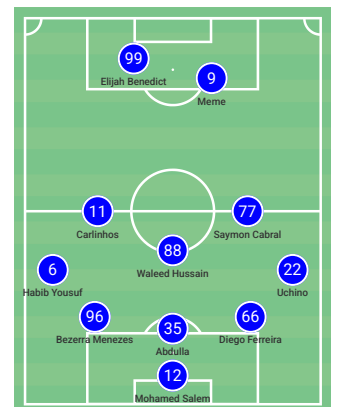 99
Elijah Benedict
9
Meme
11
Carlinhos
77
Saymon Cabral
88
Waleed Hussain
6
Habib Yousuf
22
Uchino
96
Bezerra Menezes
35
Abdulla
66
Diego Ferreira
12
Mohamed Salem